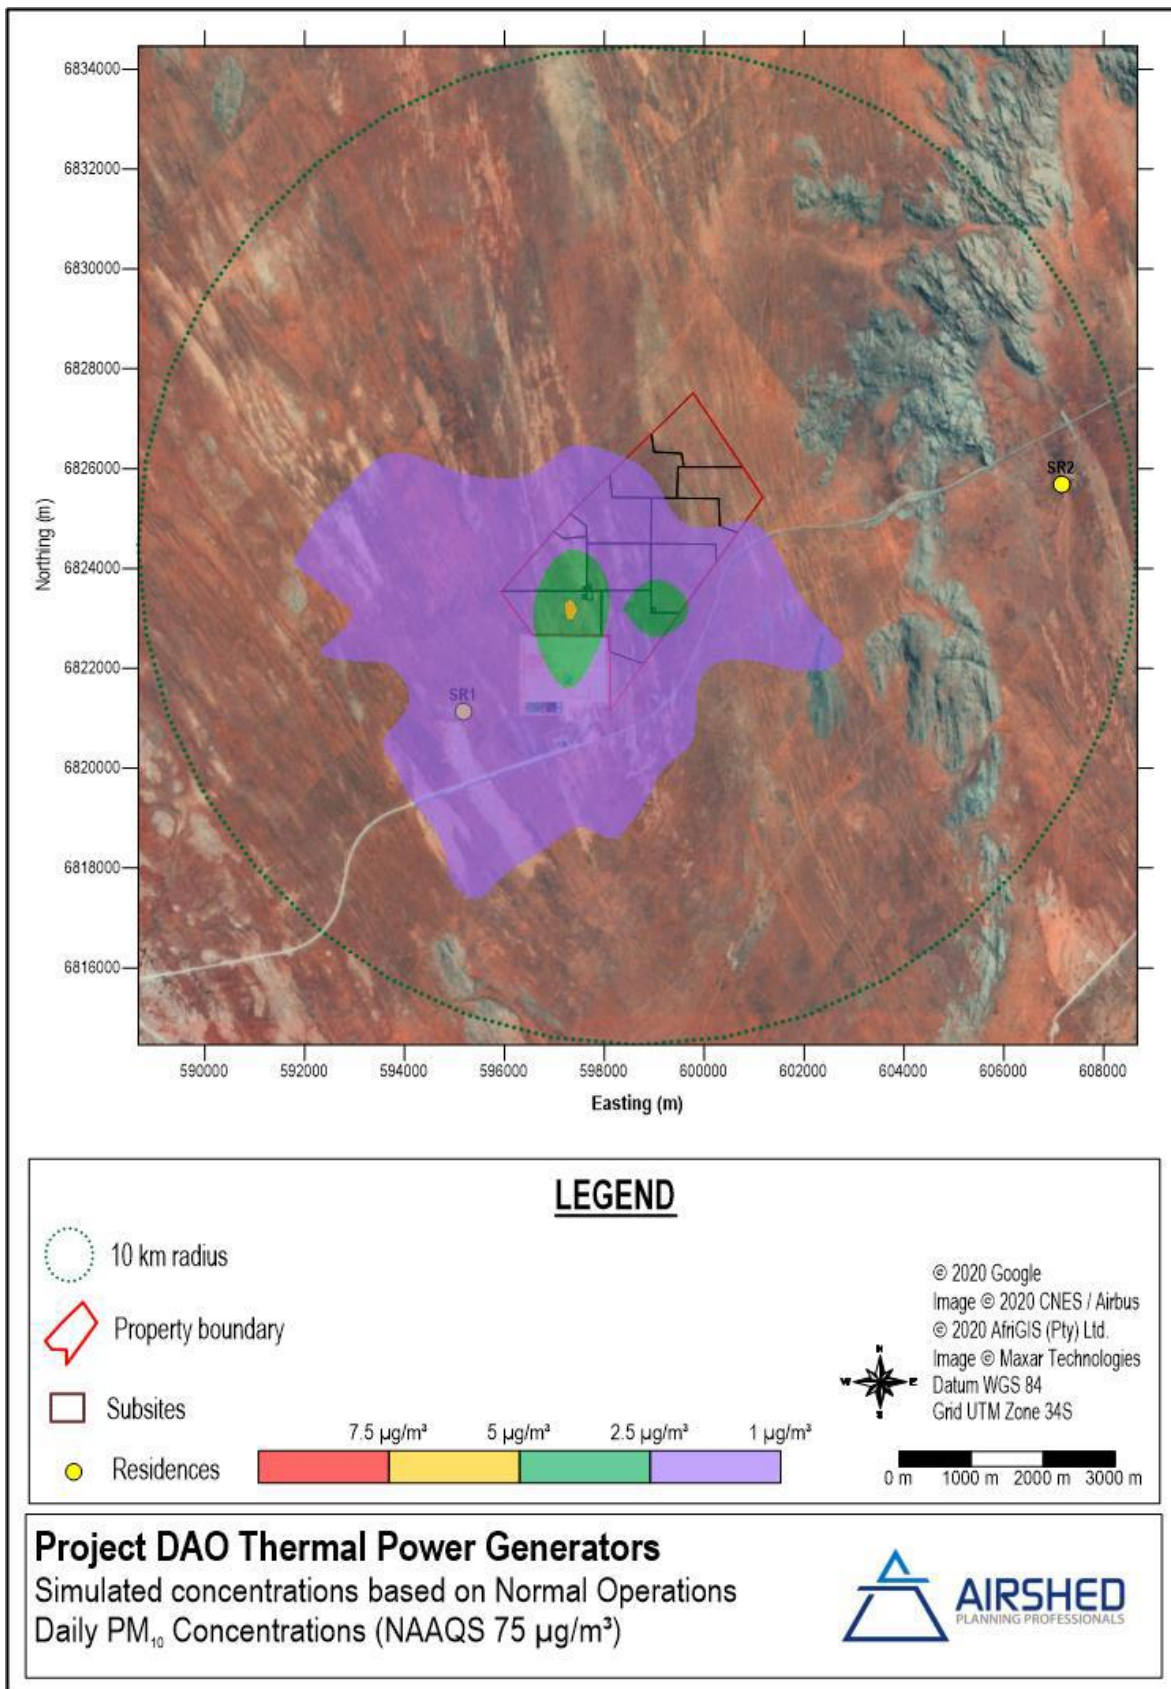 6834000
6832000
6830000
6828000
6826000
6824000
6822000
6820000
6818000
6816000
Northing (m)
SR2
SR1
590000 592000 594000 596000 598000 600000 602000 604000 606000 608000
Easting (m)
LEGEND
10 km radius
Property boundary
Subsites
Residences
7.5 µg/m³ 5 µg/m³ 2.5 µg/m³ 1 µg/m³
N
W E
S
© 2020 Google
Image © 2020 CNES / Airbus
© 2020 AfriGIS (Pty) Ltd.
Image © Maxar Technologies
Datum WGS 84
Grid UTM Zone 34S
0 m 1000 m 2000 m 3000 m
Project DAO Thermal Power Generators
Simulated concentrations based on Normal Operations
Daily PM₁₀ Concentrations (NAAQS 75 µg/m³)
AIRSHED
PLANNING PROFESSIONALS